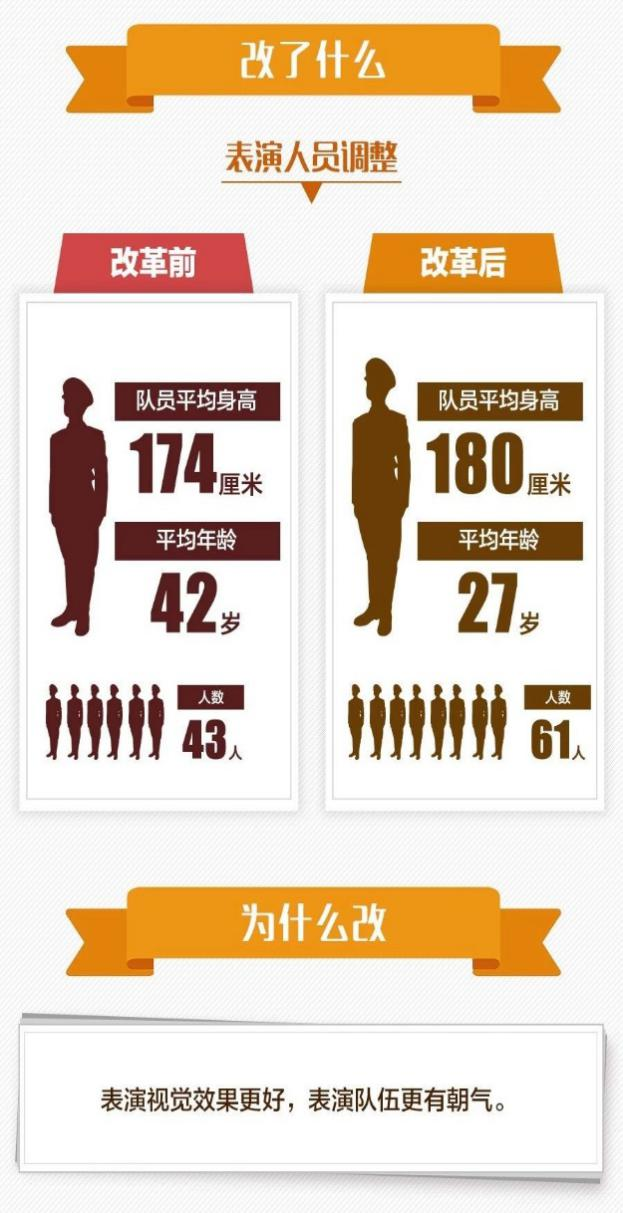 改了什么
表演人员调整
改革前
队员平均身高
174厘米
平均年龄
42岁
人数
43人
改革后
队员平均身高
180厘米
平均年龄
27岁
人数
61人
为什么改
表演视觉效果更好，表演队伍更有朝气。